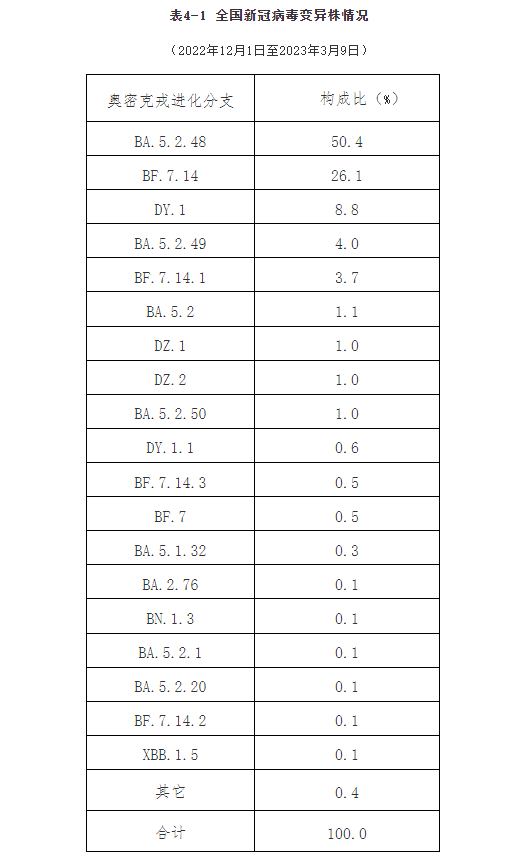 表4-1 全国新冠病毒变异株情况
（2022年12月1日至2023年3月9日）
奥密克戎进化分支 构成比（%）
BA.5.2.48 50.4
BF.7.14 26.1
DY.1 8.8
BA.5.2.49 4.0
BF.7.14.1 3.7
BA.5.2 1.1
DZ.1 1.0
DZ.2 1.0
BA.5.2.50 1.0
DY.1.1 0.6
BF.7.14.3 0.5
BF.7 0.5
BA.5.1.32 0.3
BA.2.76 0.1
BN.1.3 0.1
BA.5.2.1 0.1
BA.5.2.20 0.1
BF.7.14.2 0.1
XBB.1.5 0.1
其它 0.4
合计 100.0